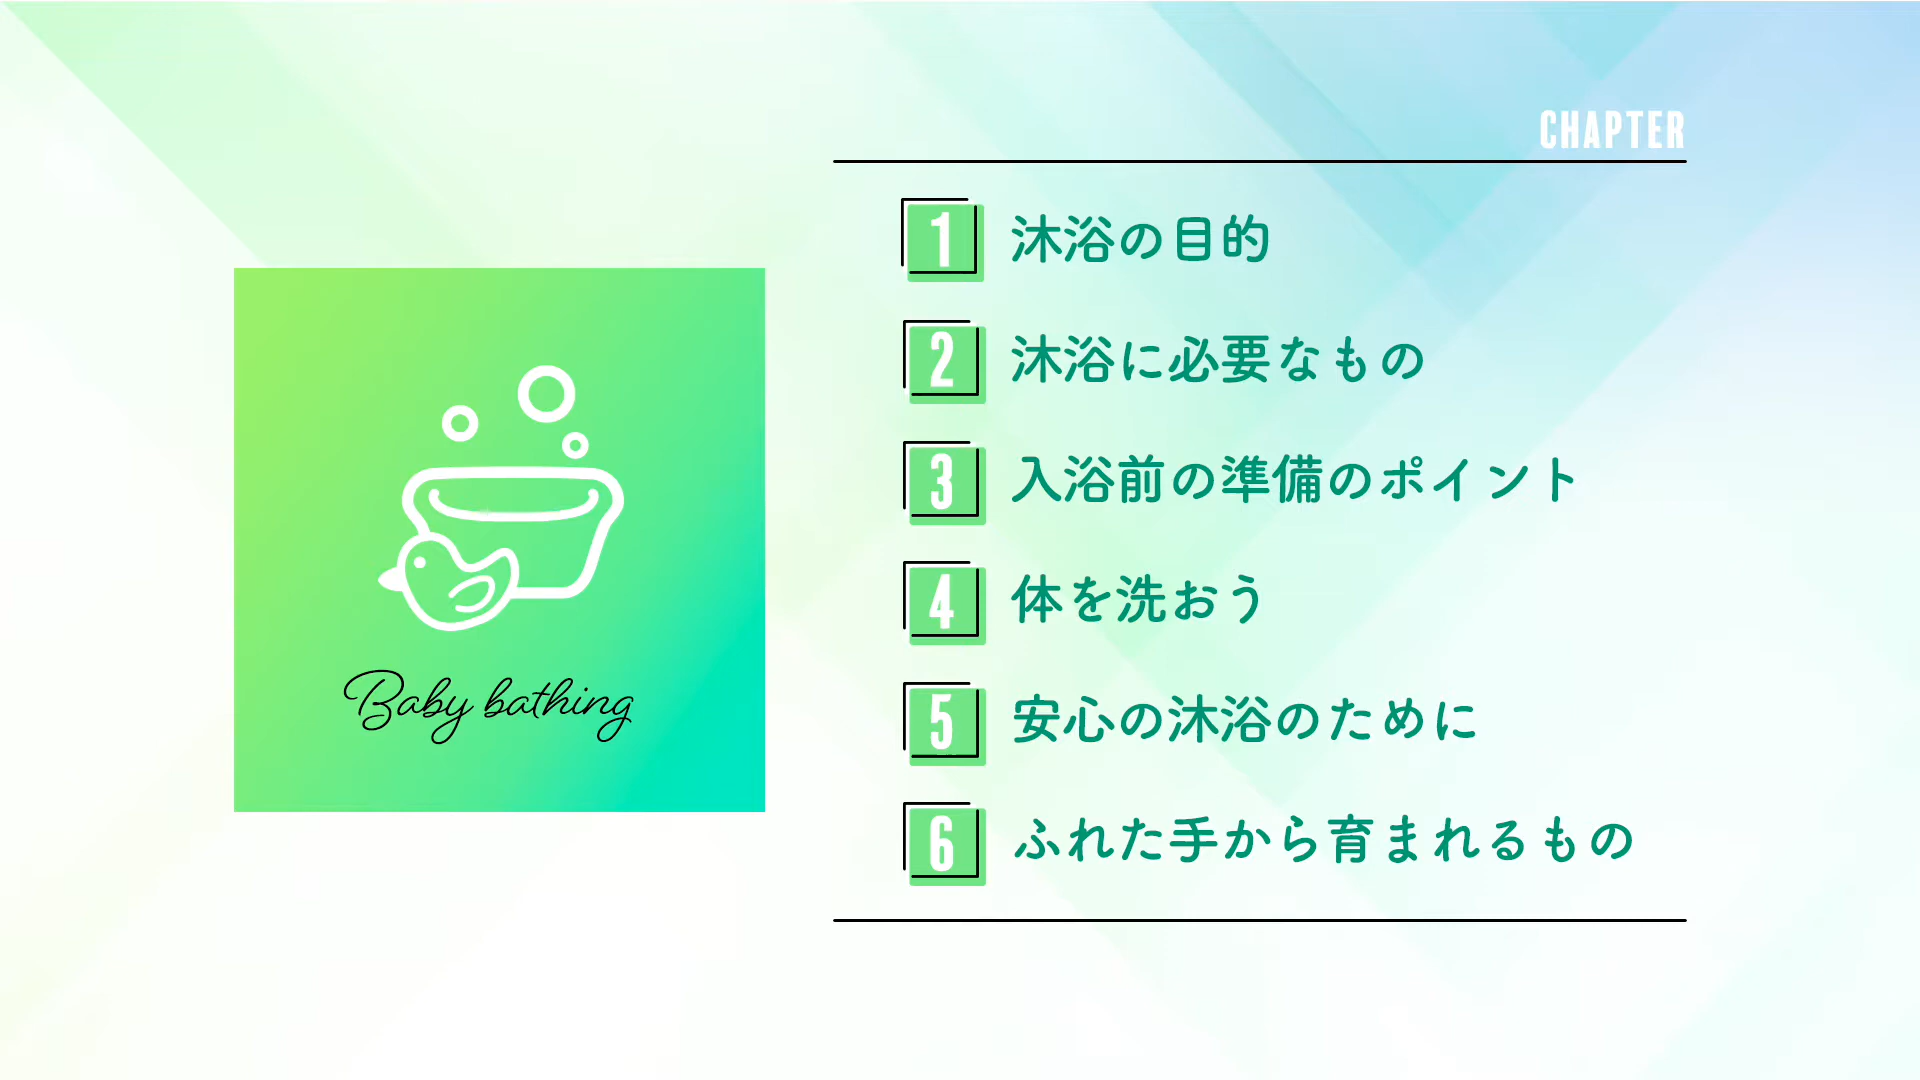 Baby bathing
CHAPTER
1 沐浴の目的
2 沐浴に必要なもの
3 入浴前の準備のポイント
4 体を洗おう
5 安心の沐浴のために
6 ふれた手から育まれるもの